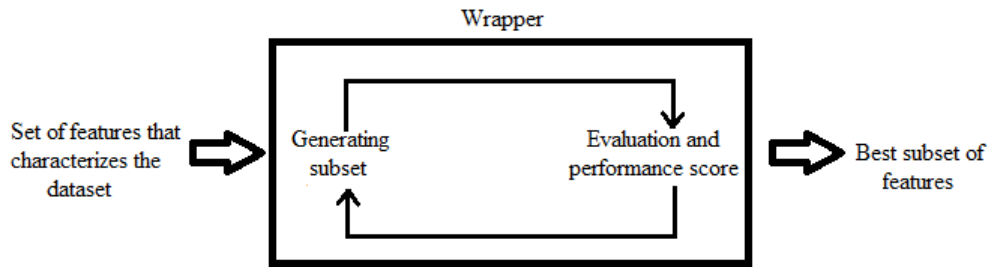 Wrapper
Set of features that
characterizes the
dataset
Generating
subset
Evaluation and
performance score
Best subset of
features